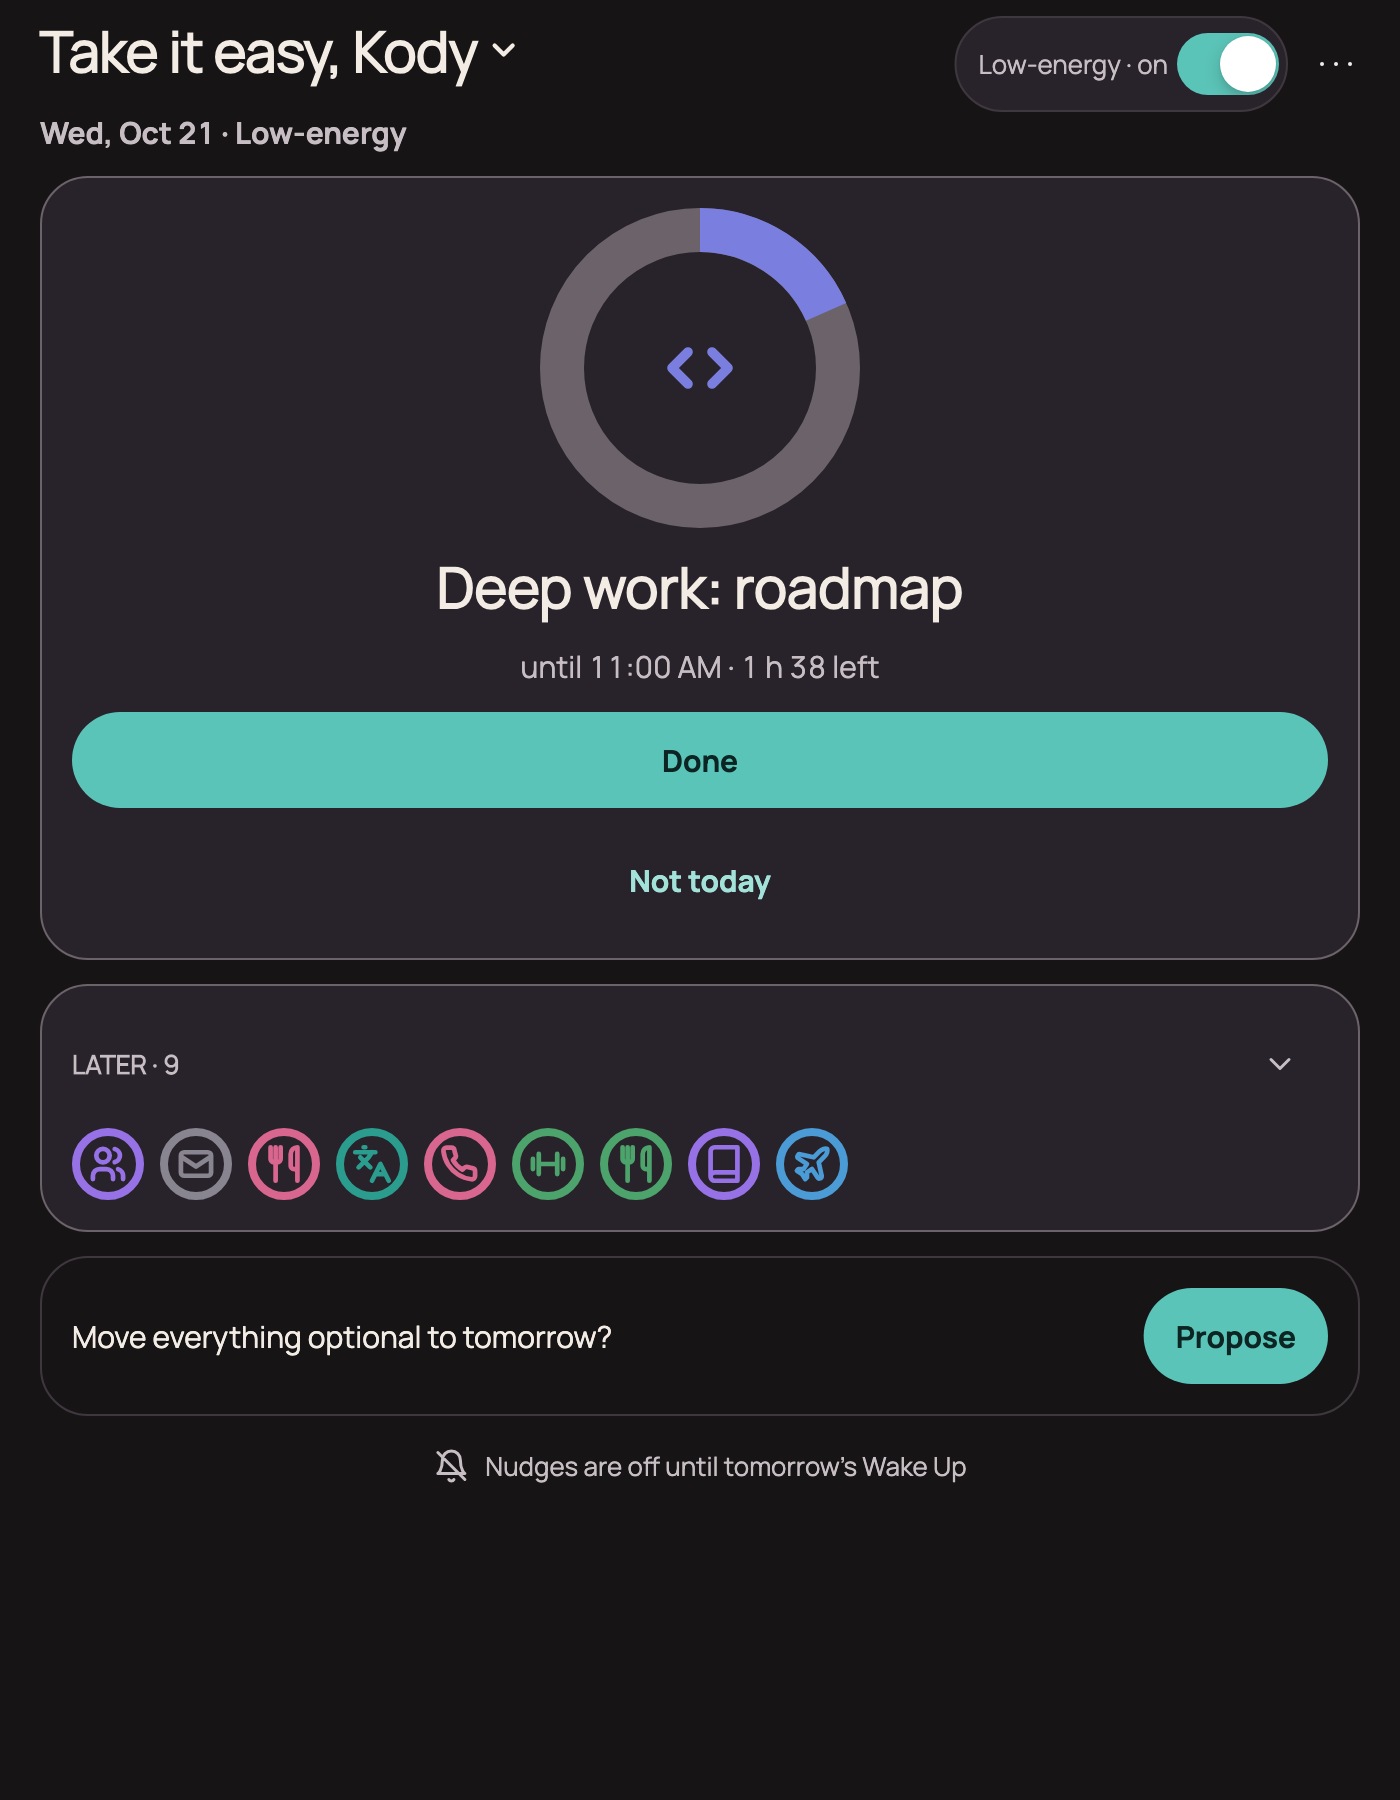 Take it easy, Kody
Low-energy · on
Wed, Oct 21 · Low-energy
Deep work: roadmap
until 11:00 AM · 1 h 38 left
Done
Not today
LATER · 9
Move everything optional to tomorrow?
Propose
Nudges are off until tomorrow's Wake Up